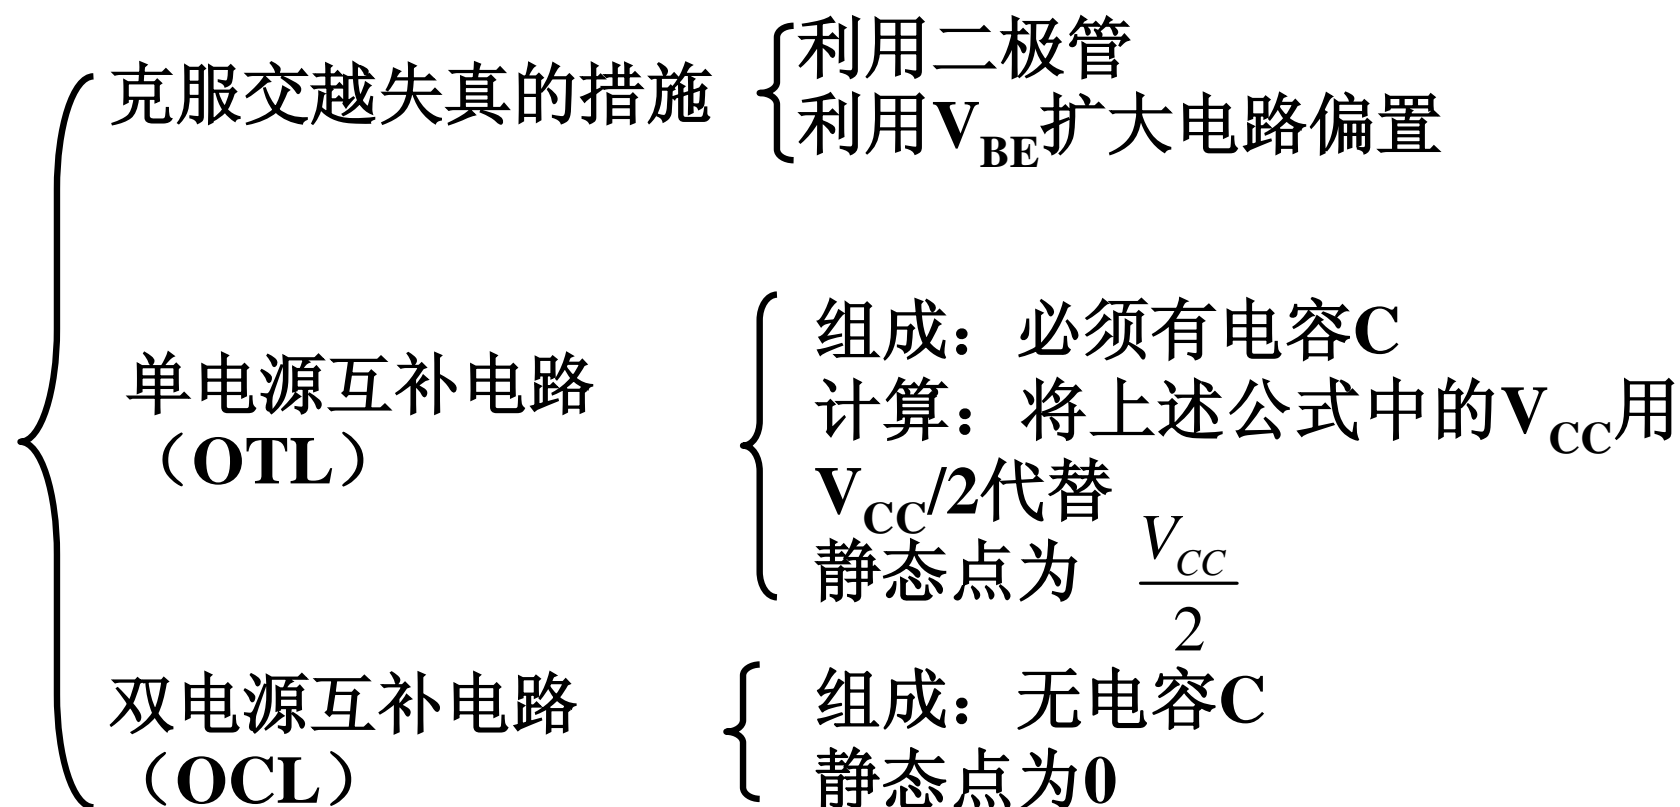 克服交越失真的措施
利用二极管
利用V_BE扩大电路偏置
单电源互补电路
（OTL）
组成：必须有电容C
计算：将上述公式中的V_CC用
V_CC/2代替
静态点为 V_CC/2
双电源互补电路
（OCL）
组成：无电容C
静态点为0